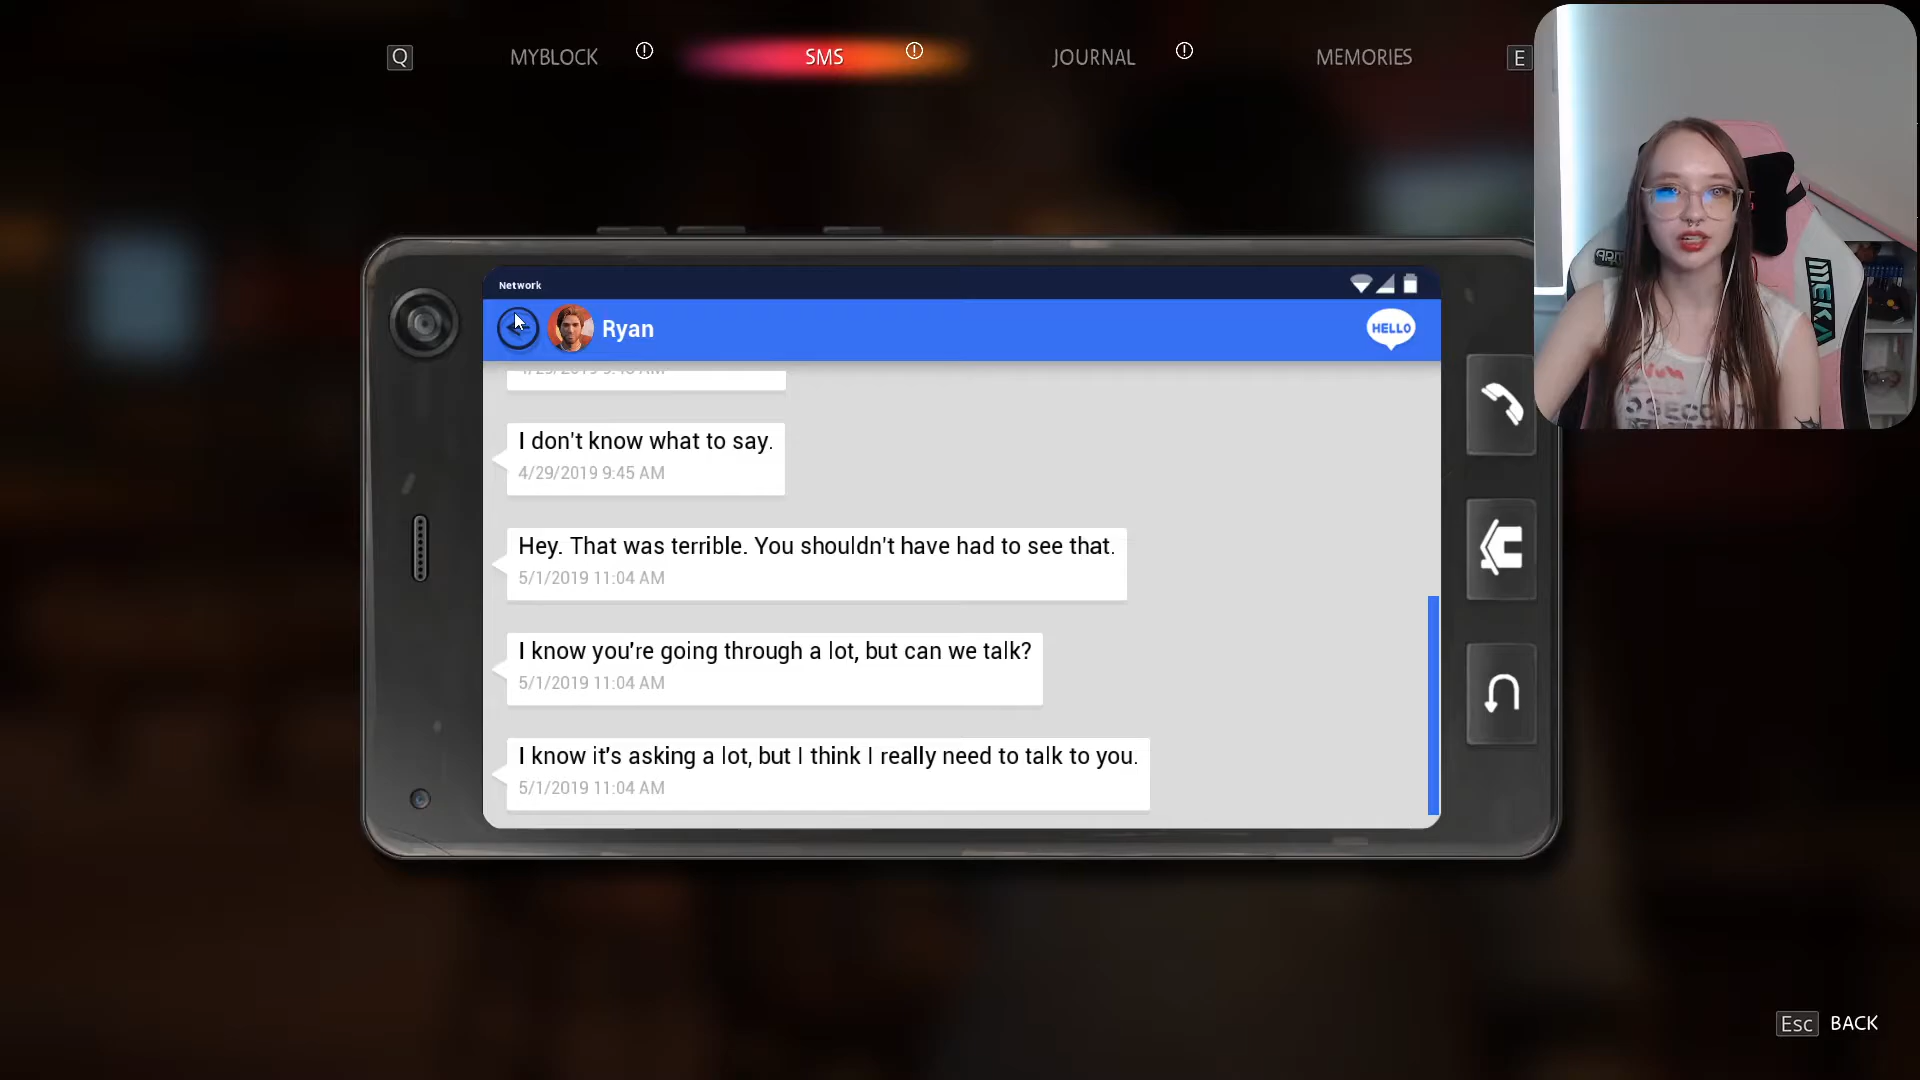 Q MYBLOCK SMS JOURNAL MEMORIES E
Network
Ryan
HELLO
I don't know what to say.
4/29/2019 9:45 AM
Hey. That was terrible. You shouldn't have had to see that.
5/1/2019 11:04 AM
I know you're going through a lot, but can we talk?
5/1/2019 11:04 AM
I know it's asking a lot, but I think I really need to talk to you.
5/1/2019 11:04 AM
Esc BACK
MEKA